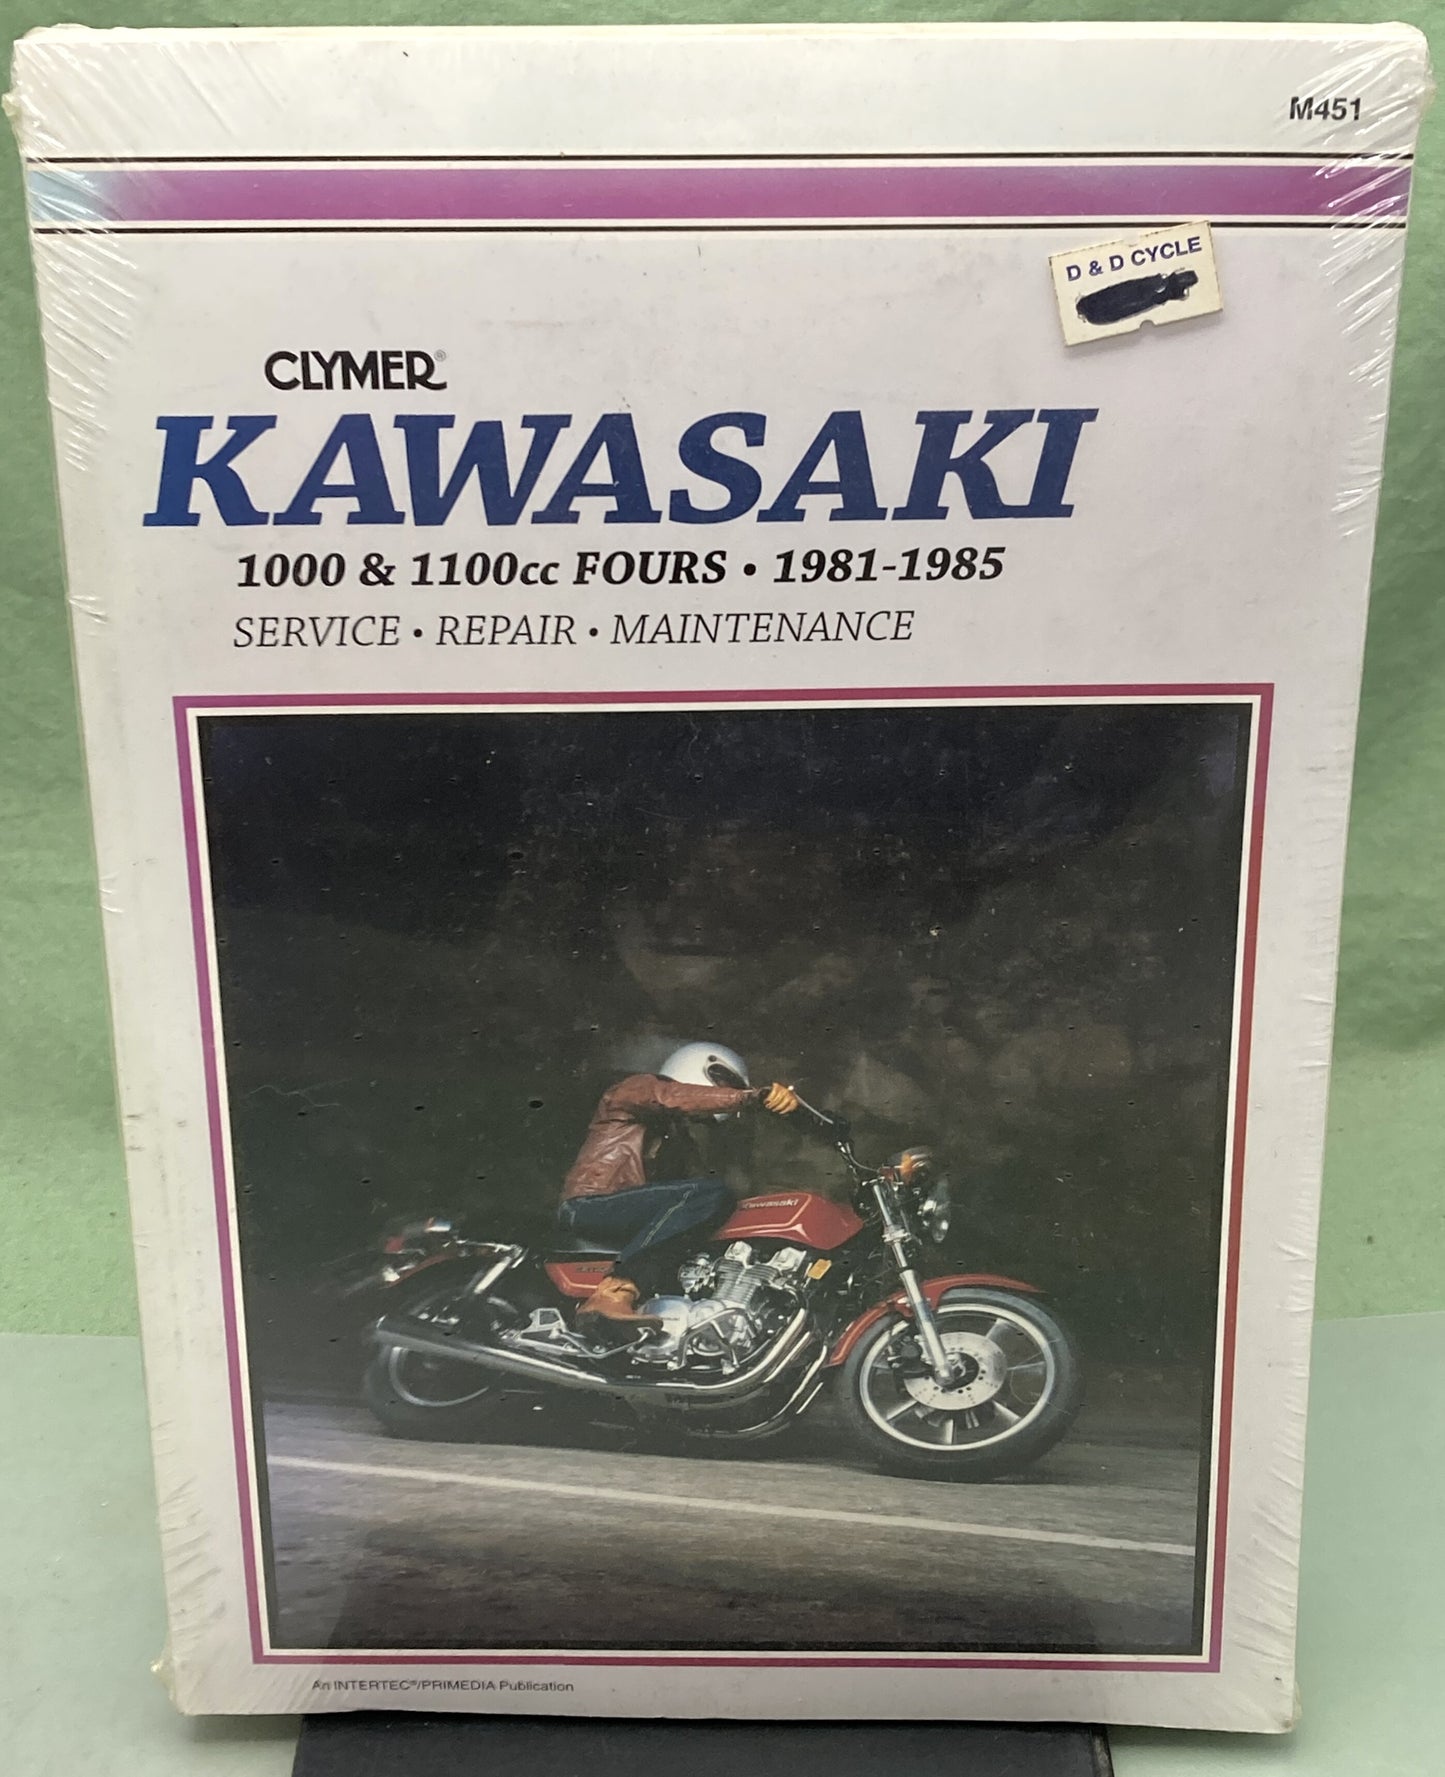 M451
D & D CYCLE
CLYMER®
KAWASAKI
1000 & 1100cc FOURS • 1981-1985
SERVICE • REPAIR • MAINTENANCE
Kawasaki
An INTERTEC®/PRIMEDIA Publication